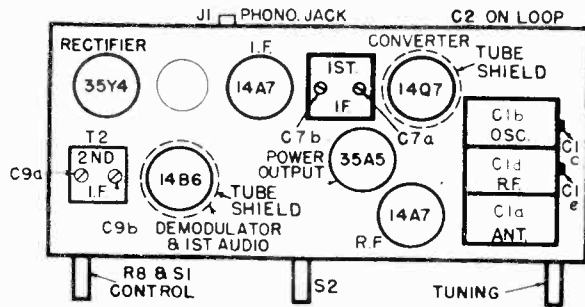 J1 PHONO. JACK
C2 ON LOOP
RECTIFIER
I.F.
CONVERTER
TUBE
SHIELD
35Y4
14A7
1ST.
I.F.
14Q7
C7b
C7a
C1b
OSC.
C1c
C1d
R.F.
C1e
C1a
ANT.
T2
2ND
I.F
C9a
C9b
14B6
TUBE
SHIELD
DEMODULATOR
& 1ST AUDIO
POWER
OUTPUT
35A5
14A7
R.F
R8 & S1
CONTROL
S2
TUNING